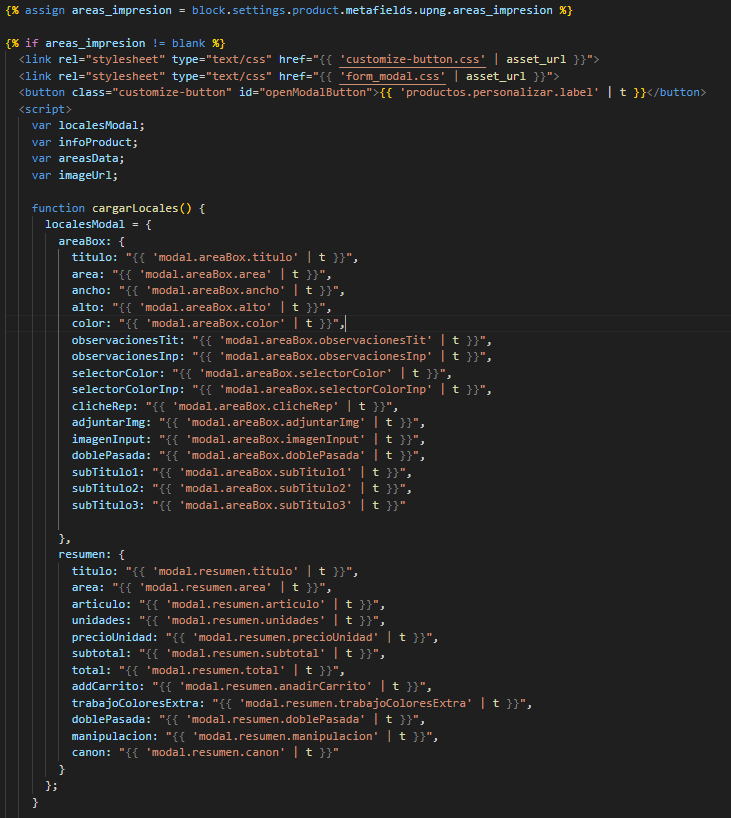 {% assign areas_impresion = block.settings.product.metafields.upng.areas_impresion %}
{% if areas_impresion != blank %}
<link rel="stylesheet" type="text/css" href="{{ 'customize-button.css' | asset_url }}">
<link rel="stylesheet" type="text/css" href="{{ 'form_modal.css' | asset_url }}">
<button class="customize-button" id="openModalButton">{{ 'productos.personalizar.label' | t }}</button>
<script>
var localesModal;
var infoProduct;
var areasData;
var imageUrl;
function cargarLocales() {
localesModal = {
areaBox: {
titulo: "{{ 'modal.areaBox.titulo' | t }}",
area: "{{ 'modal.areaBox.area' | t }}",
ancho: "{{ 'modal.areaBox.ancho' | t }}",
alto: "{{ 'modal.areaBox.alto' | t }}",
color: "{{ 'modal.areaBox.color' | t }}",
observacionesTit: "{{ 'modal.areaBox.observacionesTit' | t }}",
observacionesInp: "{{ 'modal.areaBox.observacionesInp' | t }}",
selectorColor: "{{ 'modal.areaBox.selectorColor' | t }}",
selectorColorInp: "{{ 'modal.areaBox.selectorColorInp' | t }}",
clicheRep: "{{ 'modal.areaBox.clicheRep' | t }}",
adjuntarImg: "{{ 'modal.areaBox.adjuntarImg' | t }}",
imagenInput: "{{ 'modal.areaBox.imagenInput' | t }}",
doblePasada: "{{ 'modal.areaBox.doblePasada' | t }}",
subTitulo1: "{{ 'modal.areaBox.subTitulo1' | t }}",
subTitulo2: "{{ 'modal.areaBox.subTitulo2' | t }}",
subTitulo3: "{{ 'modal.areaBox.subTitulo3' | t }}"
},
resumen: {
titulo: "{{ 'modal.resumen.titulo' | t }}",
area: "{{ 'modal.resumen.area' | t }}",
articulo: "{{ 'modal.resumen.articulo' | t }}",
unidades: "{{ 'modal.resumen.unidades' | t }}",
precioUnidad: "{{ 'modal.resumen.precioUnidad' | t }}",
subtotal: "{{ 'modal.resumen.subtotal' | t }}",
total: "{{ 'modal.resumen.total' | t }}",
addCarrito: "{{ 'modal.resumen.anadirCarrito' | t }}",
trabajoColoresExtra: "{{ 'modal.resumen.trabajoColoresExtra' | t }}",
doblePasada: "{{ 'modal.resumen.doblePasada' | t }}",
manipulacion: "{{ 'modal.resumen.manipulacion' | t }}",
canon: "{{ 'modal.resumen.canon' | t }}"
}
};
}